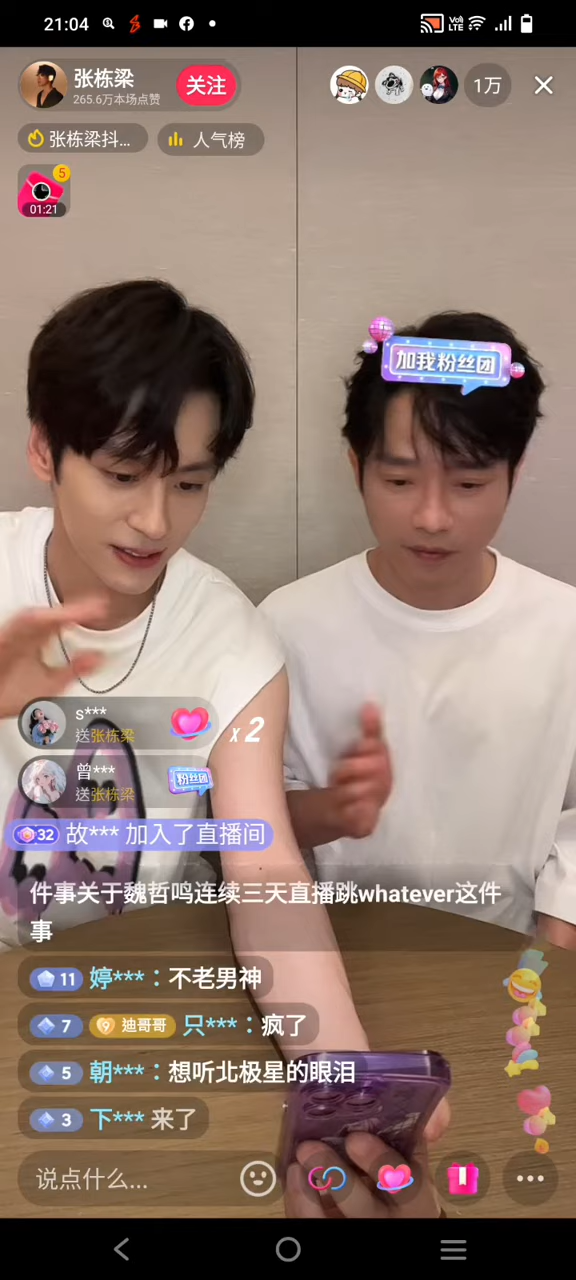 21:04
VoLTE
张栋梁
265.6万本场点赞
关注
1万
张栋梁抖...
人气榜
5
01:21
加我粉丝团
s***
送张栋梁
x2
曾***
送张栋梁
粉丝团
32 故*** 加入了直播间
件事关于魏哲鸣连续三天直播跳whatever这件
事
11 婷***：不老男神
7 9 迪哥哥 只***：疯了
5 朝***：想听北极星的眼泪
3 下*** 来了
说点什么...